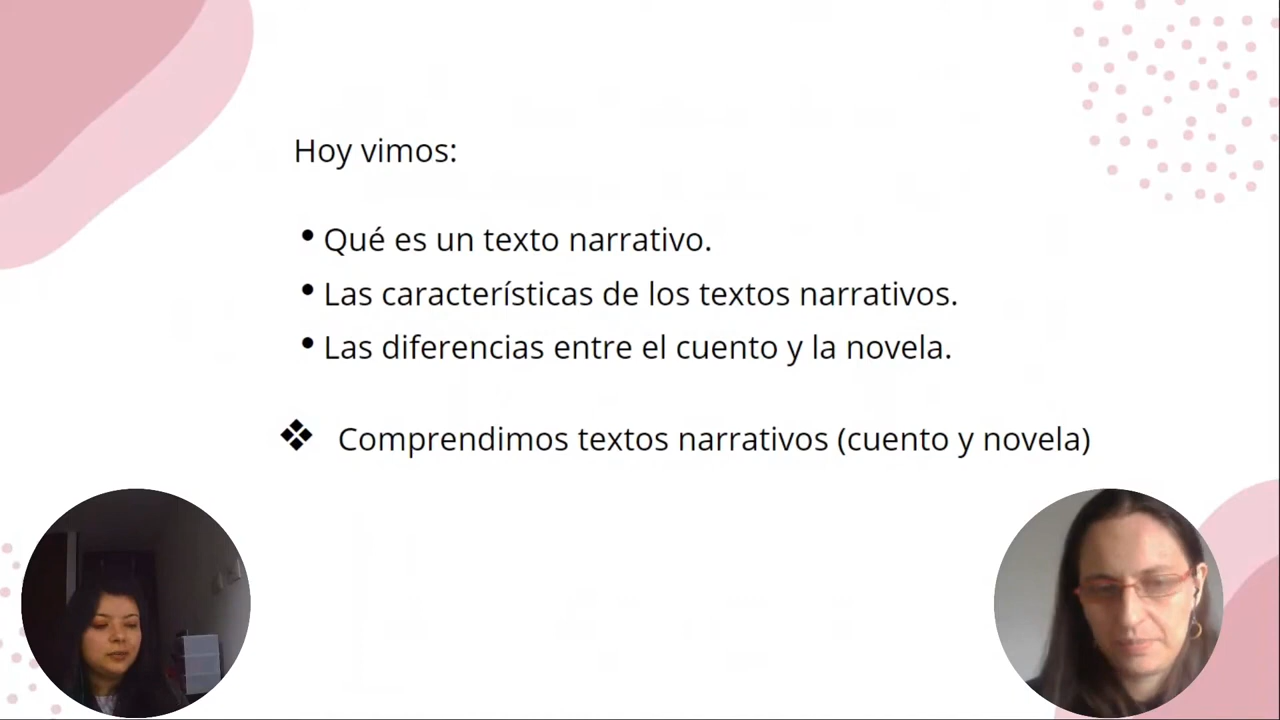 Hoy vimos:
• Qué es un texto narrativo.
• Las características de los textos narrativos.
• Las diferencias entre el cuento y la novela.
❖ Comprendimos textos narrativos (cuento y novela)